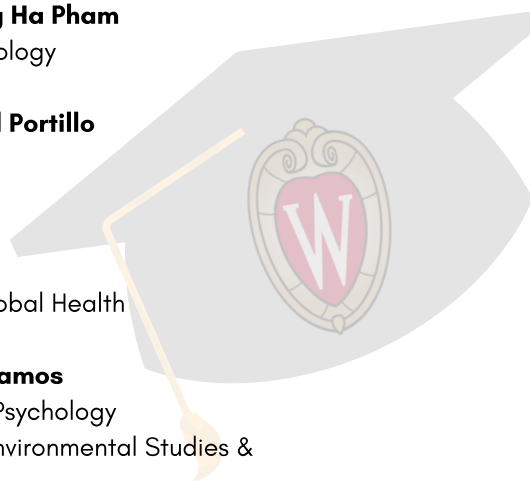 Ha Pham
ology
Portillo
obal Health
amos
Psychology
nvironmental Studies &
W